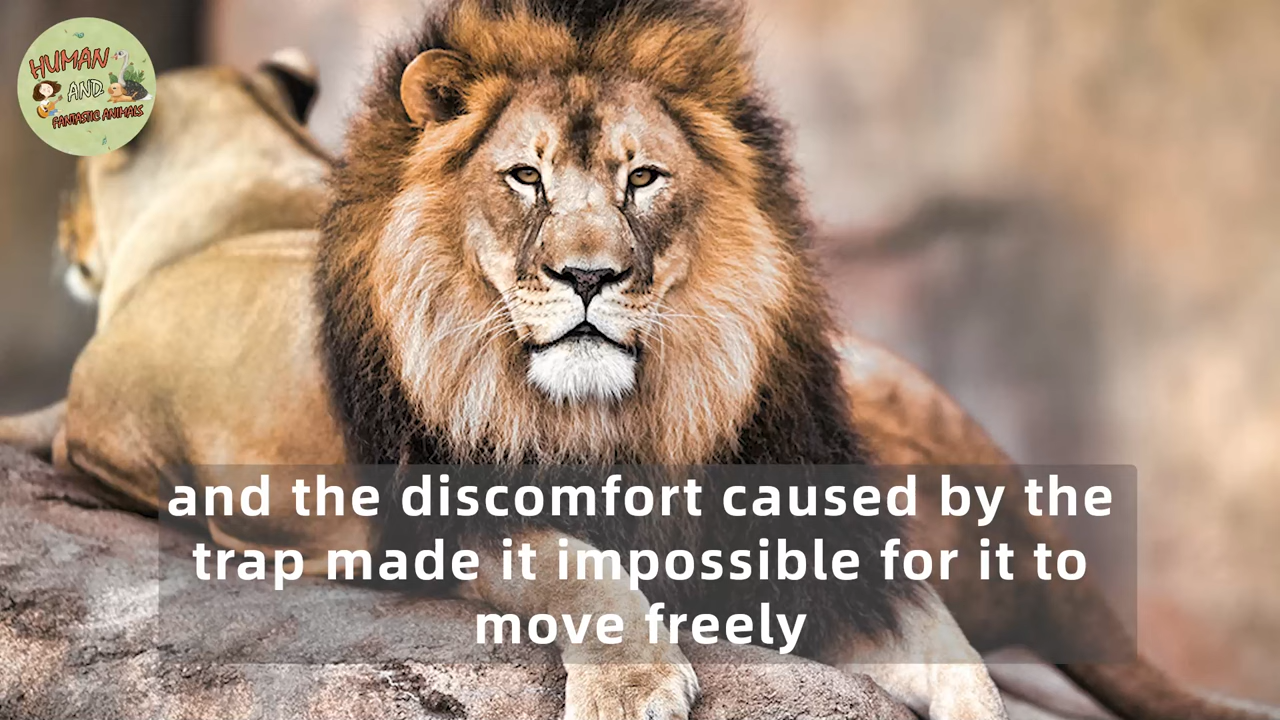 HUMAN
AND
FANTASTIC ANIMALS
and the discomfort caused by the
trap made it impossible for it to
move freely